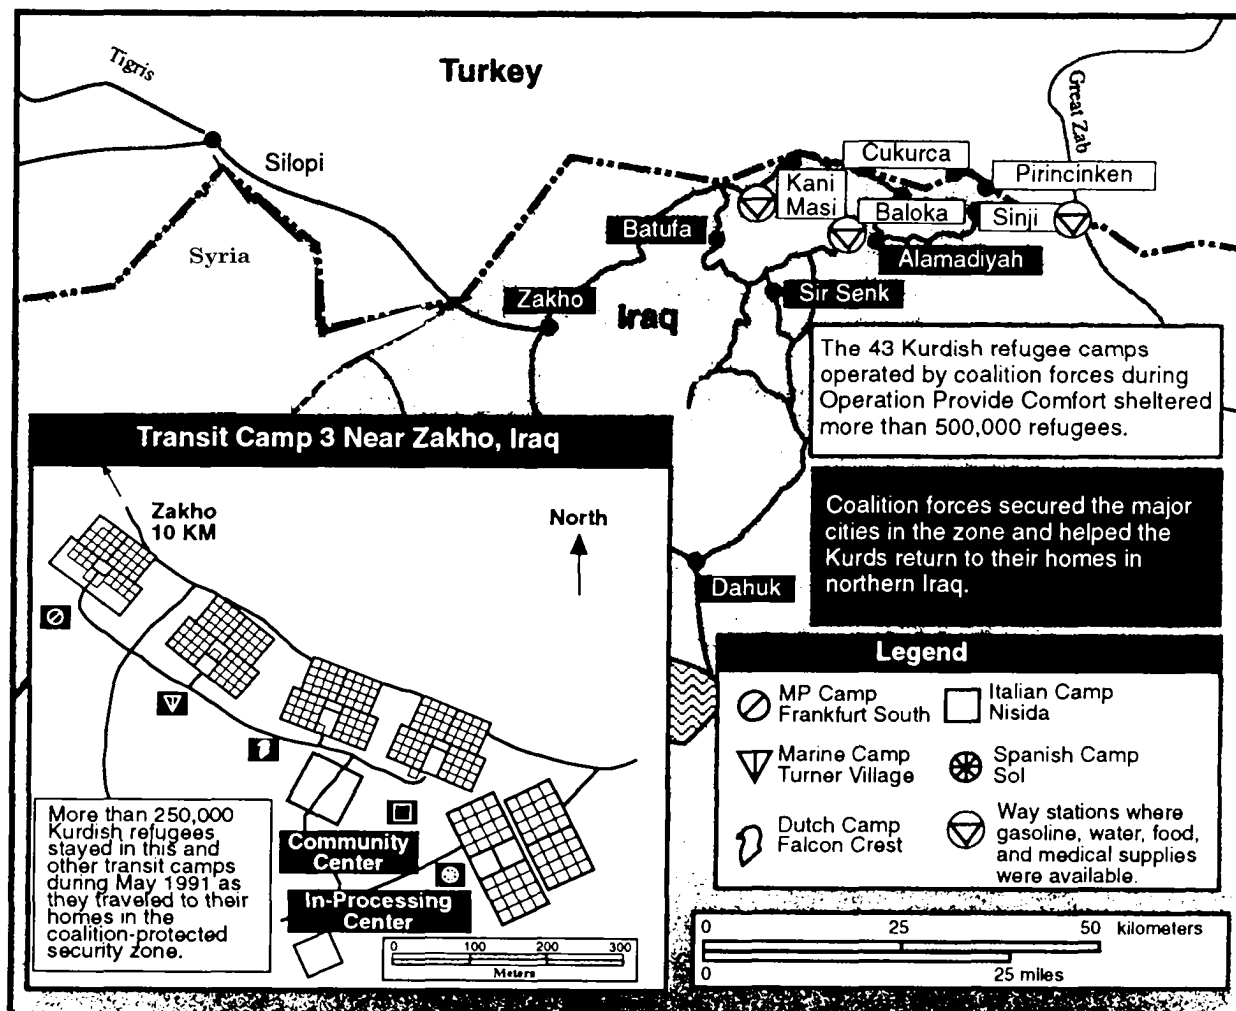 Tigris
Turkey
Great Zab
Silopi
Cukurca
Pirincinken
Kani
Masi
Baloka
Sinji
Batufa
Syria
Alamadiyah
Zakho
Iraq
Sir Senk
The 43 Kurdish refugee camps
operated by coalition forces during
Operation Provide Comfort sheltered
more than 500,000 refugees.
Coalition forces secured the major
cities in the zone and helped the
Kurds return to their homes in
northern Iraq.
Dahuk
Transit Camp 3 Near Zakho, Iraq
Zakho
10 KM
North
Community
Center
In-Processing
Center
More than 250,000
Kurdish refugees
stayed in this and
other transit camps
during May 1991 as
they traveled to their
homes in the
coalition-protected
security zone.
0 100 200 300
Meters
Legend
MP Camp
Frankfurt South
Italian Camp
Nisida
Marine Camp
Turner Village
Spanish Camp
Sol
Dutch Camp
Falcon Crest
Way stations where
gasoline, water, food,
and medical supplies
were available.
0 25 50 kilometers
0 25 miles